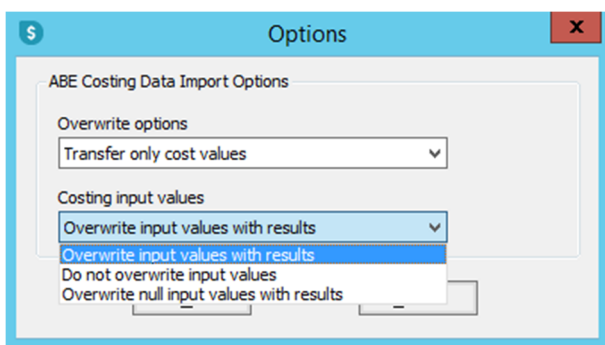 $
Options
x
ABE Costing Data Import Options
Overwrite options
Transfer only cost values
Costing input values
Overwrite input values with results
Overwrite input values with results
Do not overwrite input values
Overwrite null input values with results